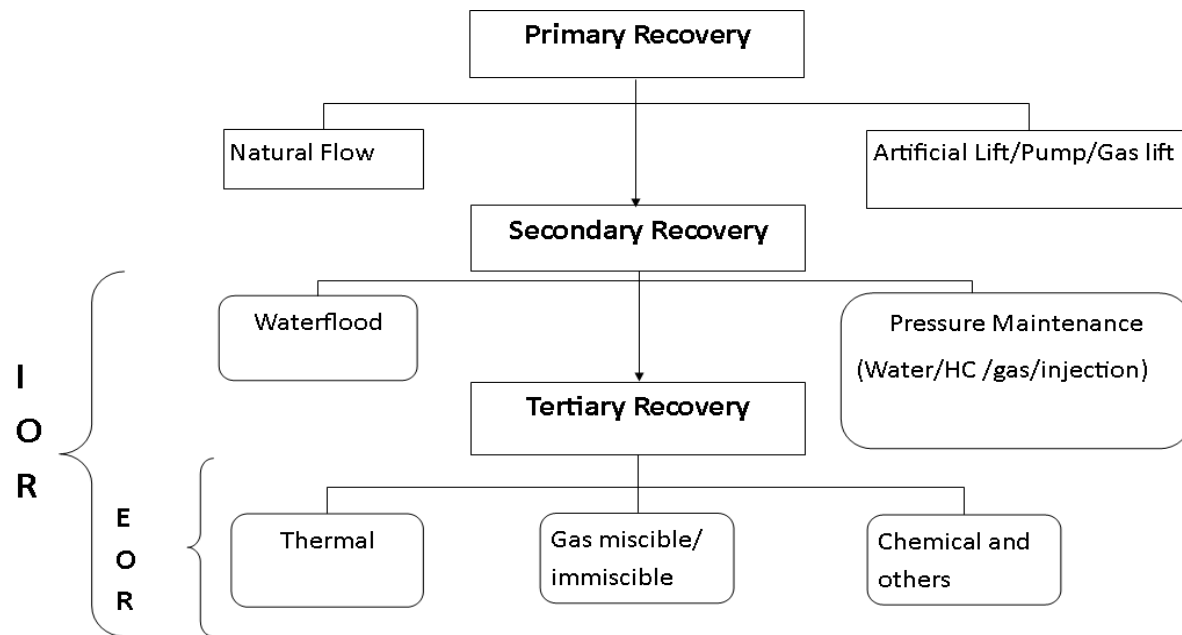 Primary Recovery
Natural Flow
Artificial Lift/Pump/Gas lift
Secondary Recovery
Waterflood
Pressure Maintenance
(Water/HC /gas/injection)
I
O
R
Tertiary Recovery
E
O
R
Thermal
Gas miscible/
immiscible
Chemical and
others